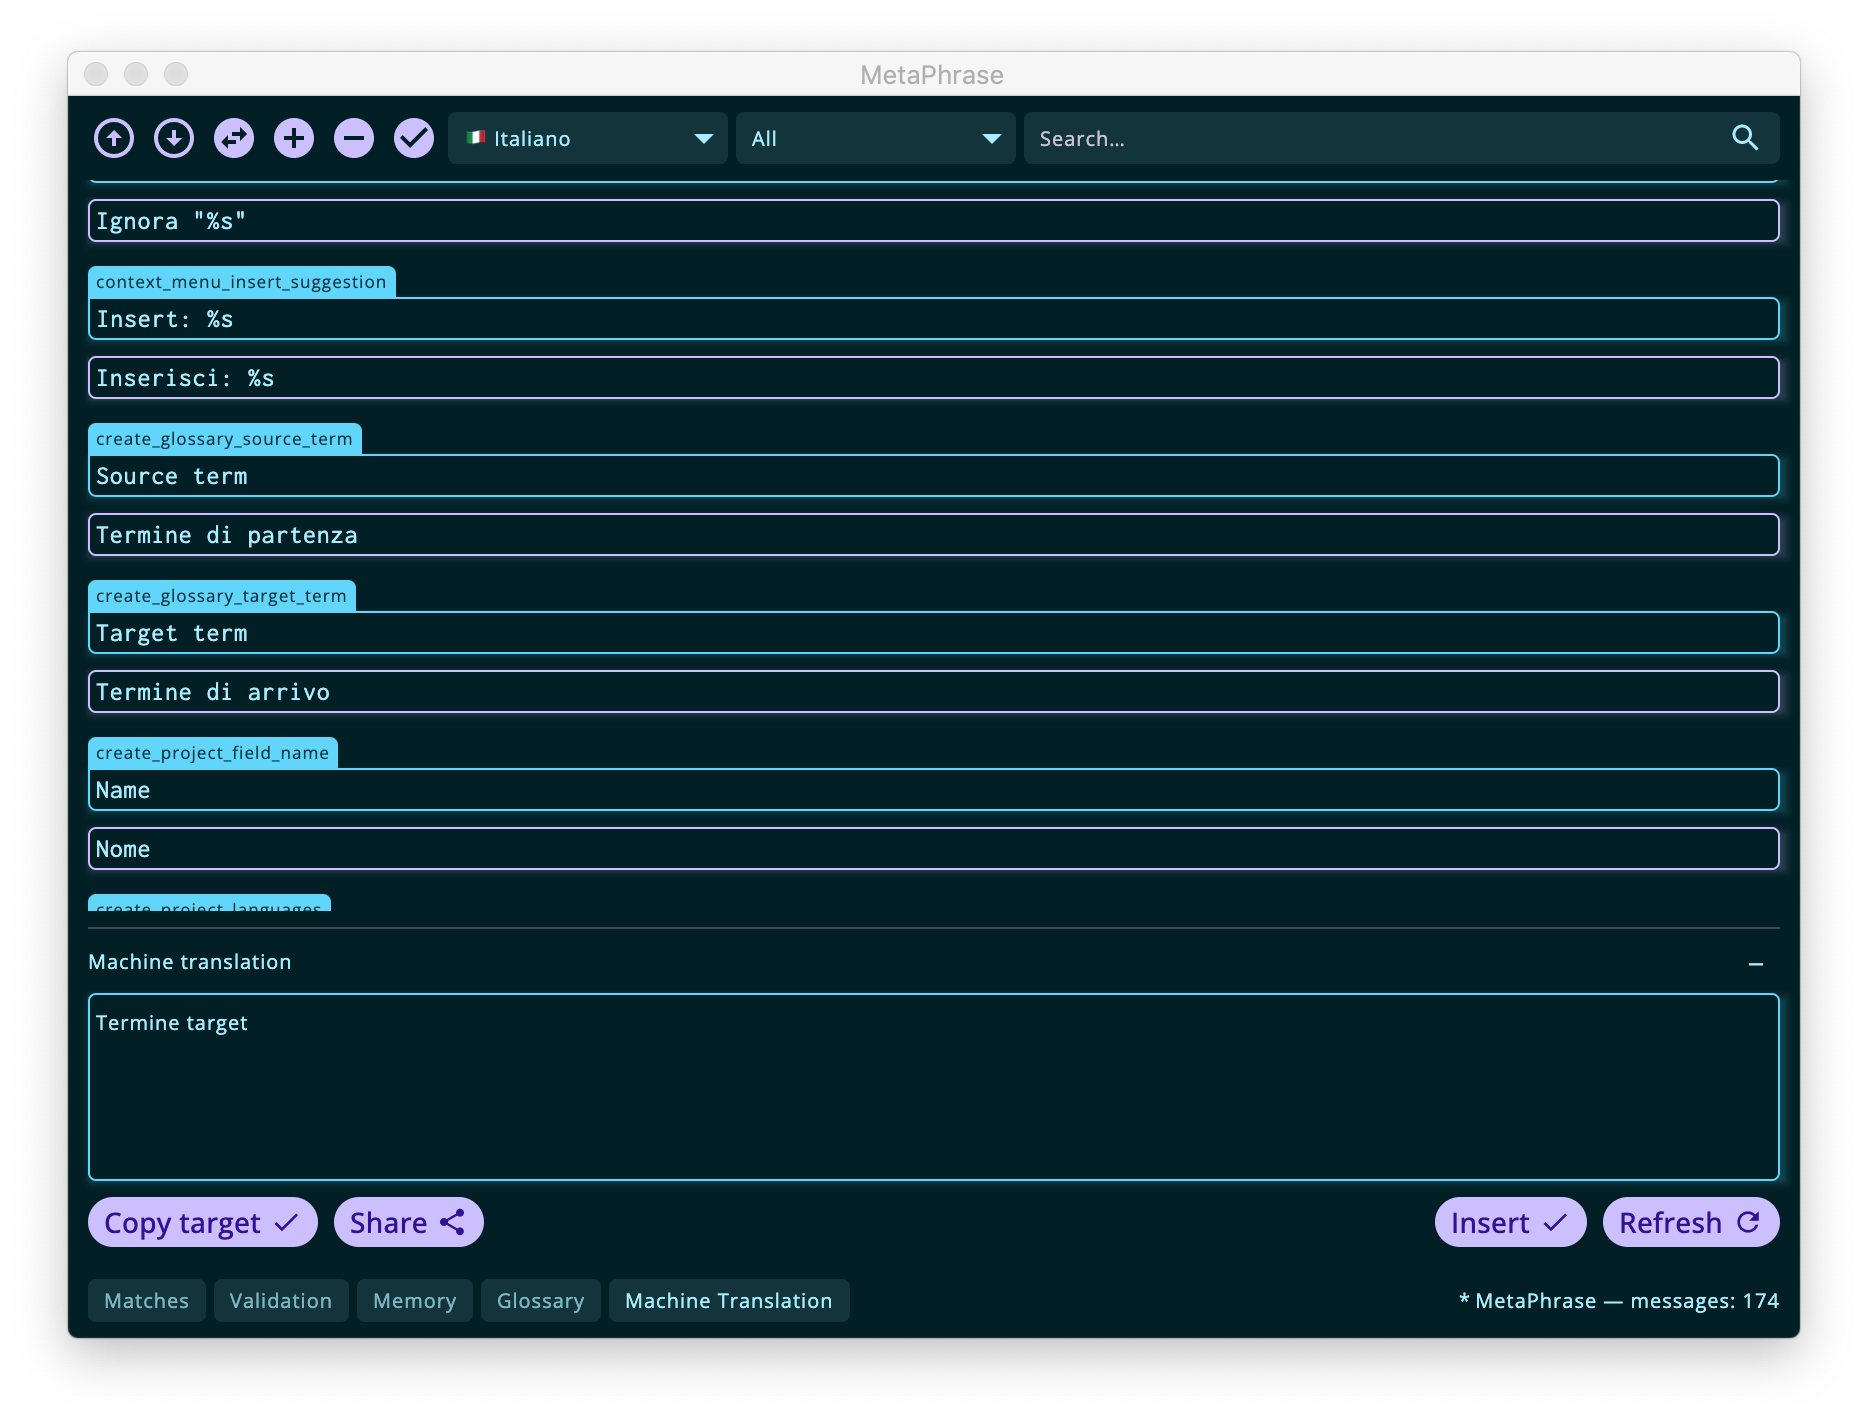 MetaPhrase
Italiano
All
Search...
Ignora "%s"
context_menu_insert_suggestion
Insert: %s
Inserisci: %s
create_glossary_source_term
Source term
Termine di partenza
create_glossary_target_term
Target term
Termine di arrivo
create_project_field_name
Name
Nome
create_project_languages
Machine translation
Termine target
Copy target
Share
Insert
Refresh
Matches
Validation
Memory
Glossary
Machine Translation
* MetaPhrase — messages: 174